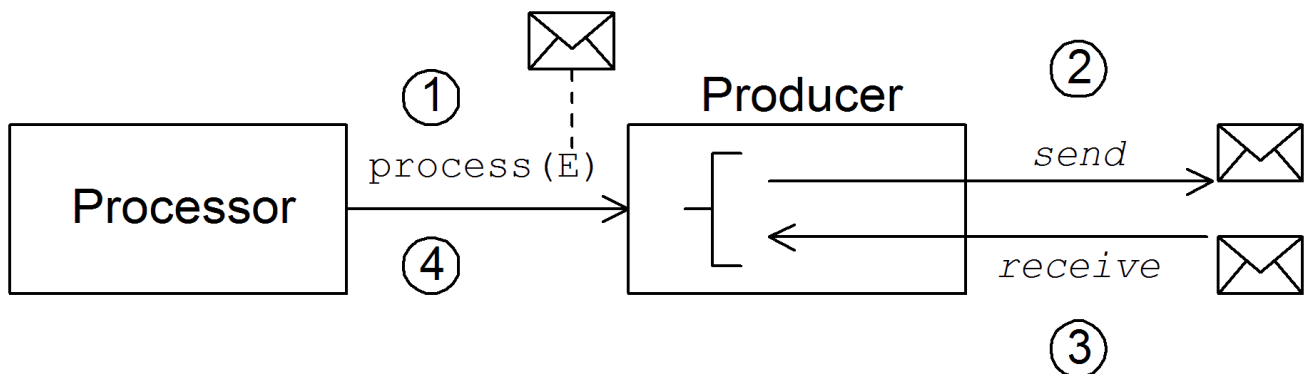 1
2
Producer
process(E)
send
Processor
4
receive
3